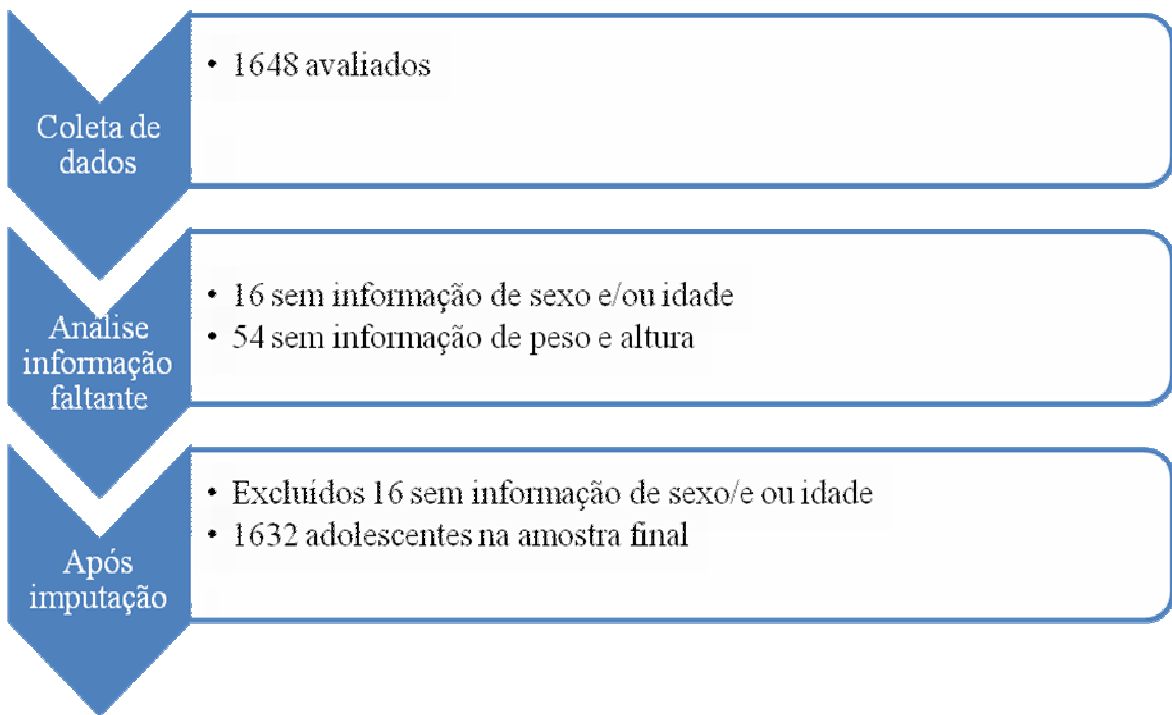 Coleta de
dados
• 1648 avaliados
Análise
informação
faltante
• 16 sem informação de sexo e/ou idade
• 54 sem informação de peso e altura
Após
imputação
• Excluídos 16 sem informação de sexo/e ou idade
• 1632 adolescentes na amostra final